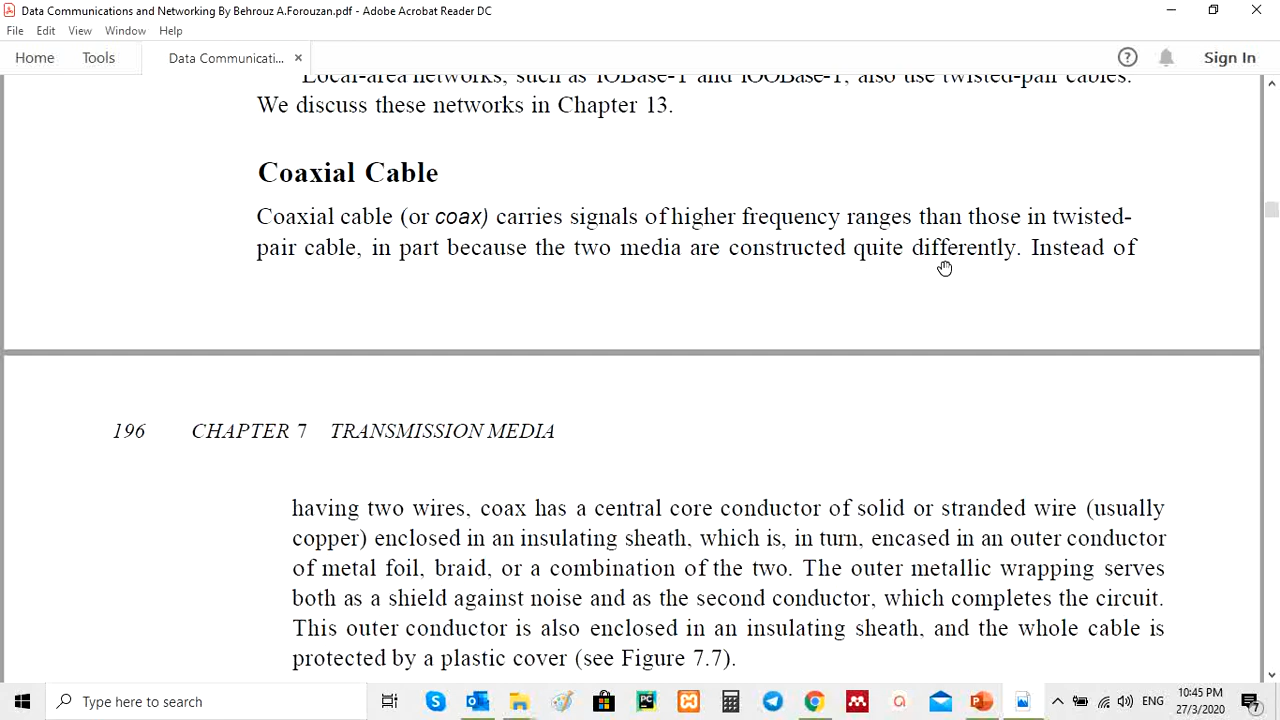 Data Communications and Networking By Behrouz A.Forouzan.pdf - Adobe Acrobat Reader DC
File Edit View Window Help
Home Tools Data Communicati... × Sign In
Local-area networks, such as lOBase-T and lOOBase-T, also use twisted-pair cables.
We discuss these networks in Chapter 13.
Coaxial Cable
Coaxial cable (or coax) carries signals of higher frequency ranges than those in twisted-
pair cable, in part because the two media are constructed quite differently. Instead of
196 CHAPTER 7 TRANSMISSION MEDIA
having two wires, coax has a central core conductor of solid or stranded wire (usually
copper) enclosed in an insulating sheath, which is, in turn, encased in an outer conductor
of metal foil, braid, or a combination of the two. The outer metallic wrapping serves
both as a shield against noise and as the second conductor, which completes the circuit.
This outer conductor is also enclosed in an insulating sheath, and the whole cable is
protected by a plastic cover (see Figure 7.7).
Type here to search
ENG
10:45 PM
27/3/2020
7